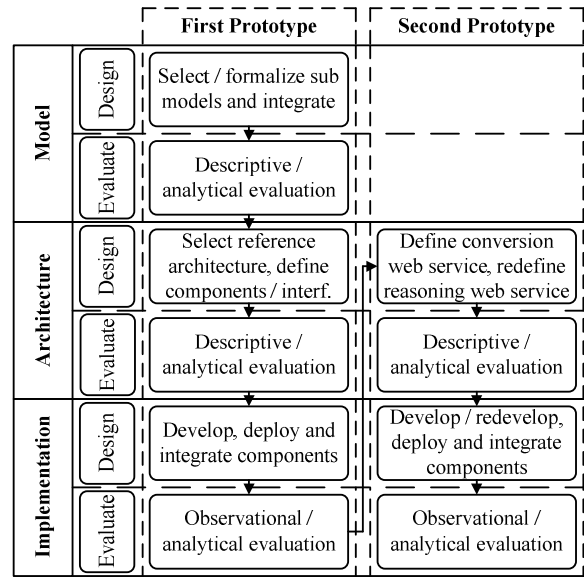 First Prototype
Second Prototype
Model
Design
Select / formalize sub
models and integrate
Evaluate
Descriptive /
analytical evaluation
Architecture
Design
Select reference
architecture, define
components / interf.
Define conversion
web service, redefine
reasoning web service
Evaluate
Descriptive /
analytical evaluation
Descriptive /
analytical evaluation
Implementation
Design
Develop, deploy and
integrate components
Develop / redevelop,
deploy and integrate
components
Evaluate
Observational /
analytical evaluation
Observational /
analytical evaluation